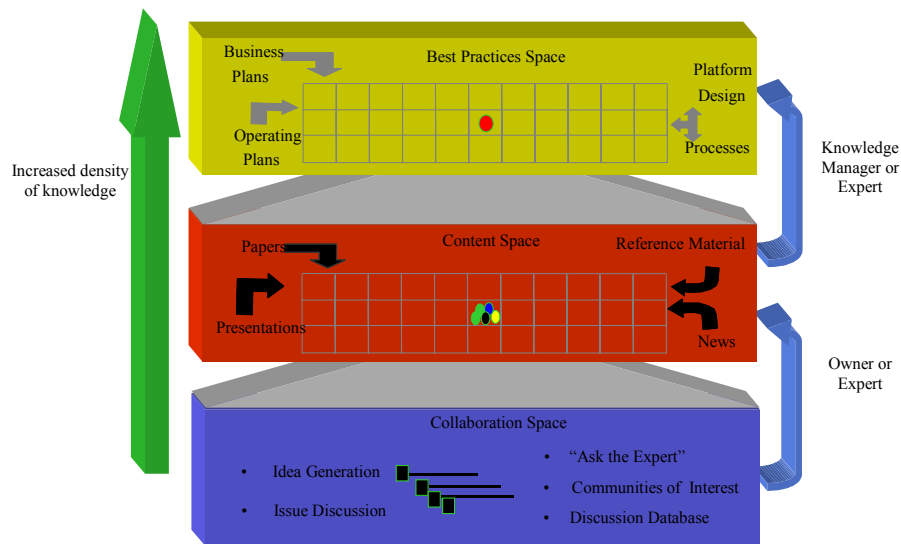 Business
Plans
Best Practices Space
Platform
Design
Operating
Plans
Processes
Increased density
of knowledge
Knowledge
Manager or
Expert
Papers
Content Space
Reference Material
Presentations
News
Owner or
Expert
Collaboration Space
• Idea Generation
• Issue Discussion
• “Ask the Expert”
• Communities of Interest
• Discussion Database